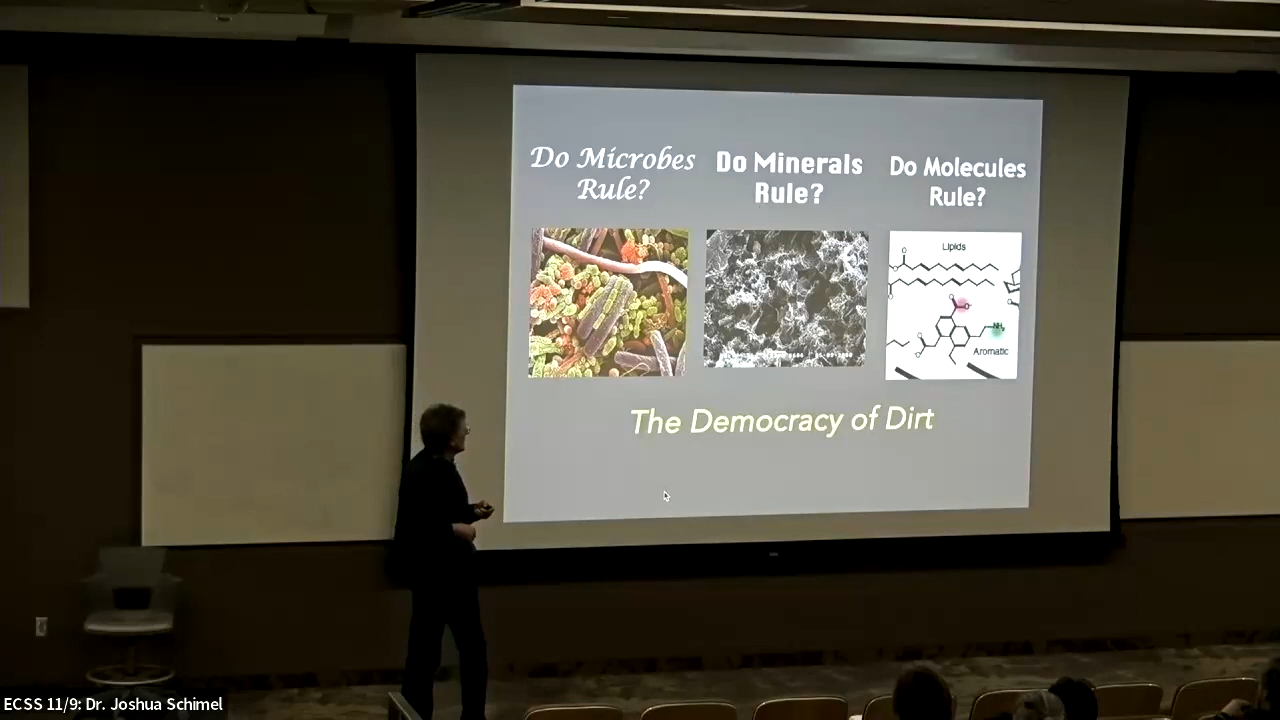 Do Microbes
Rule?
Do Minerals
Rule?
Do Molecules
Rule?
Lipids
NH₂
Aromatic
The Democracy of Dirt
ECSS 11/9: Dr. Joshua Schimel